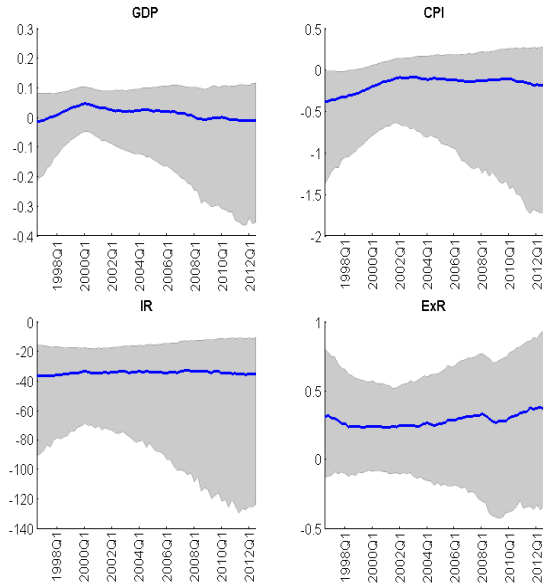 GDP
0.3
0.2
0.1
0
-0.1
-0.2
-0.3
-0.4
1998Q1
2000Q1
2002Q1
2004Q1
2006Q1
2008Q1
2010Q1
2012Q1
CPI
0.5
0
-0.5
-1
-1.5
-2
1998Q1
2000Q1
2002Q1
2004Q1
2006Q1
2008Q1
2010Q1
2012Q1
IR
0
-20
-40
-60
-80
-100
-120
-140
1998Q1
2000Q1
2002Q1
2004Q1
2006Q1
2008Q1
2010Q1
2012Q1
ExR
1
0.5
0
-0.5
1998Q1
2000Q1
2002Q1
2004Q1
2006Q1
2008Q1
2010Q1
2012Q1